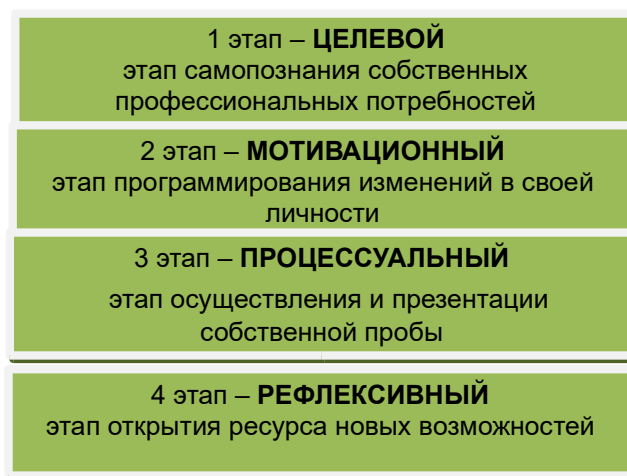 1 этап – ЦЕЛЕВОЙ
этап самопознания собственных
профессиональных потребностей
2 этап – МОТИВАЦИОННЫЙ
этап программирования изменений в своей
личности
3 этап – ПРОЦЕССУАЛЬНЫЙ
этап осуществления и презентации
собственной пробы
4 этап – РЕФЛЕКСИВНЫЙ
этап открытия ресурса новых возможностей